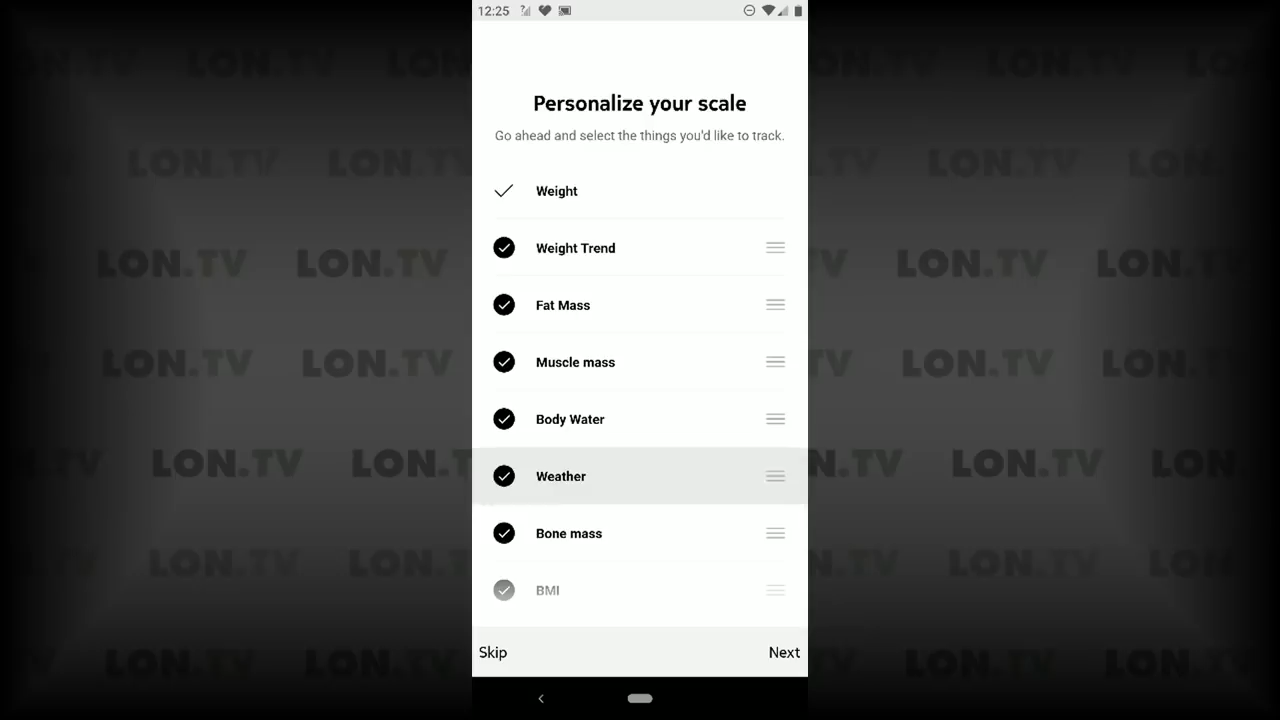 12:25
Personalize your scale
Go ahead and select the things you'd like to track.
Weight
Weight Trend
Fat Mass
Muscle mass
Body Water
Weather
Bone mass
BMI
Skip
Next
LON.TV